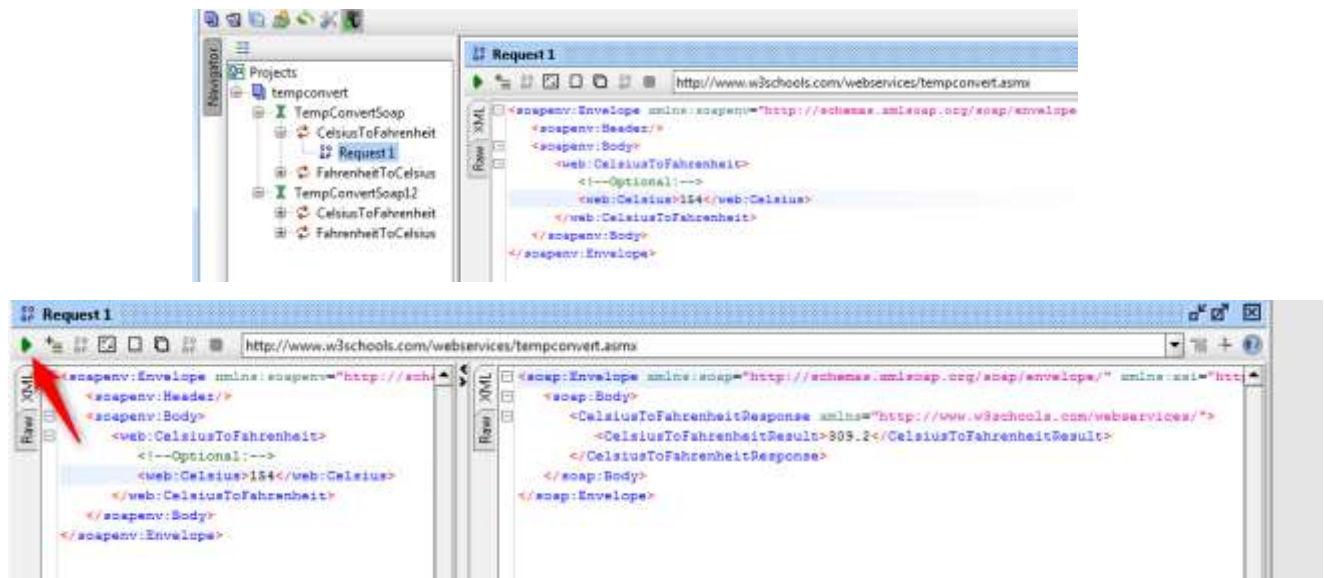 Navigator
Projects
tempconvert
TempConvertSoap
CelsiusToFahrenheit
Request 1
FahrenheitToCelsius
TempConvertSoap12
CelsiusToFahrenheit
FahrenheitToCelsius
Request 1
http://www.w3schools.com/webservices/tempconvert.asmx
XML
Raw
<soapenv:Envelope xmlns:soapenv="http://schemas.xmlsoap.org/soap/envelope
<soapenv:Header/>
<soapenv:Body>
<web:CelsiusToFahrenheit>
<!--Optional:-->
<web:Celsius>154</web:Celsius>
</web:CelsiusToFahrenheit>
</soapenv:Body>
</soapenv:Envelope>
Request 1
http://www.w3schools.com/webservices/tempconvert.asmx
XML
Raw
<soapenv:Envelope xmlns:soapenv="http://sch
<soapenv:Header/>
<soapenv:Body>
<web:CelsiusToFahrenheit>
<!--Optional:-->
<web:Celsius>154</web:Celsius>
</web:CelsiusToFahrenheit>
</soapenv:Body>
</soapenv:Envelope>
XML
Raw
<soap:Envelope xmlns:soap="http://schemas.xmlsoap.org/soap/envelope/" xmlns:xsi="htt
<soap:Body>
<CelsiusToFahrenheitResponse xmlns="http://www.w3schools.com/webservices/">
<CelsiusToFahrenheitResult>309.2</CelsiusToFahrenheitResult>
</CelsiusToFahrenheitResponse>
</soap:Body>
</soap:Envelope>